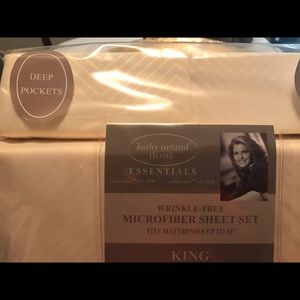 DEEP
POCKETS
kathy ireland
HOME
ESSENTIALS
WRINKLE-FREE
MICROFIBER SHEET SET
FITS MATTRESSES UP TO 16"
KING